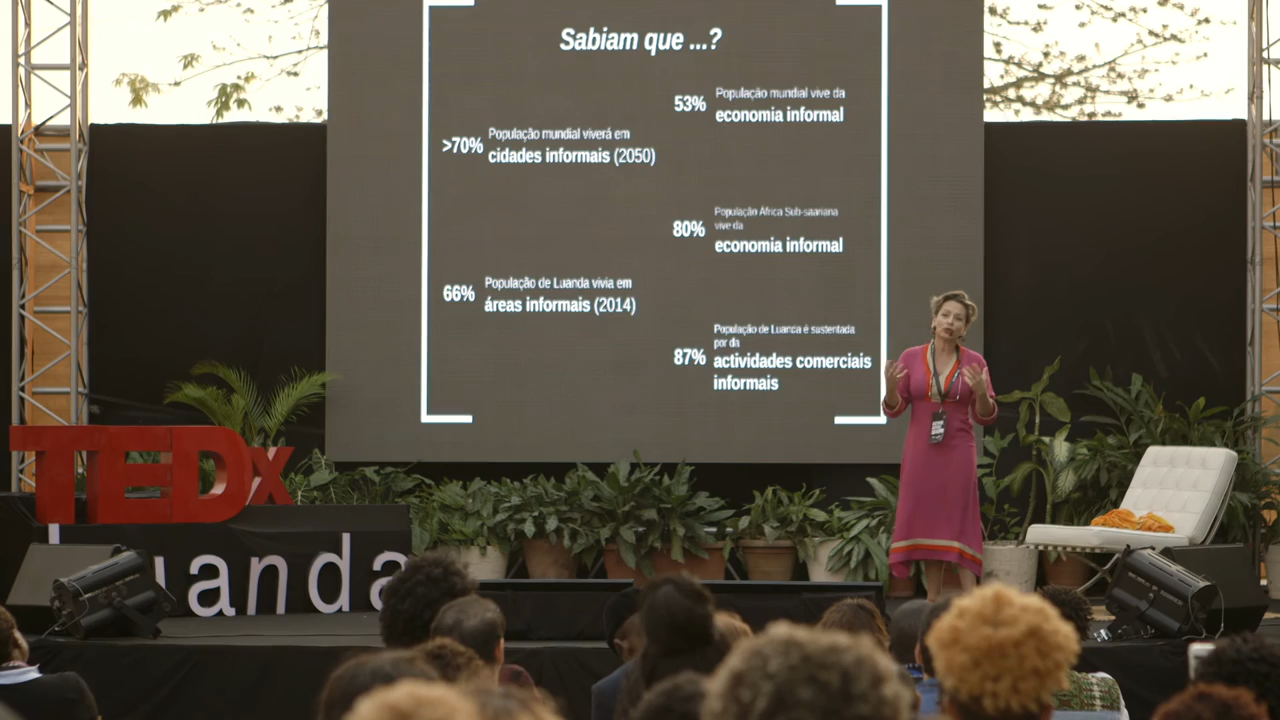 Sabiam que ...?
>70% População mundial viverá em
cidades informais (2050)
66% População de Luanda vivia em
áreas informais (2014)
53% População mundial vive da
economia informal
80% População África Sub-saariana
vive da
economia informal
87% População de Luanda é sustentada
por da
actividades comerciais
informais
TEDx
Luanda